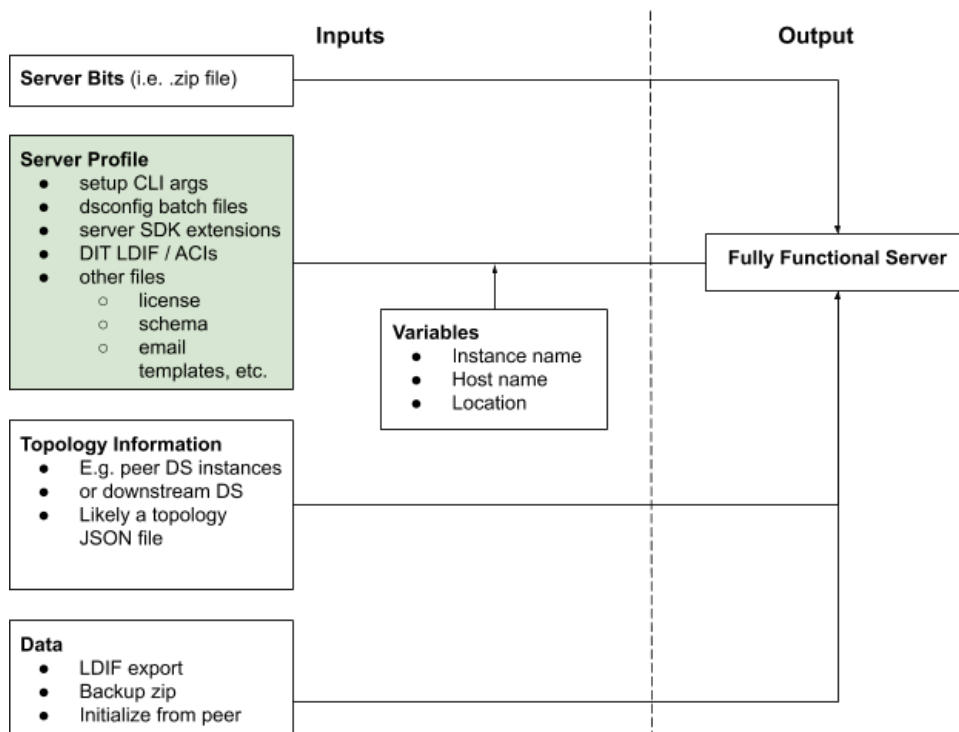 Inputs
Output
Server Bits (i.e. .zip file)
Server Profile
● setup CLI args
● dsconfig batch files
● server SDK extensions
● DIT LDIF / ACIs
● other files
○ license
○ schema
○ email
templates, etc.
Fully Functional Server
Variables
● Instance name
● Host name
● Location
Topology Information
● E.g. peer DS instances
● or downstream DS
● Likely a topology
JSON file
Data
● LDIF export
● Backup zip
● Initialize from peer